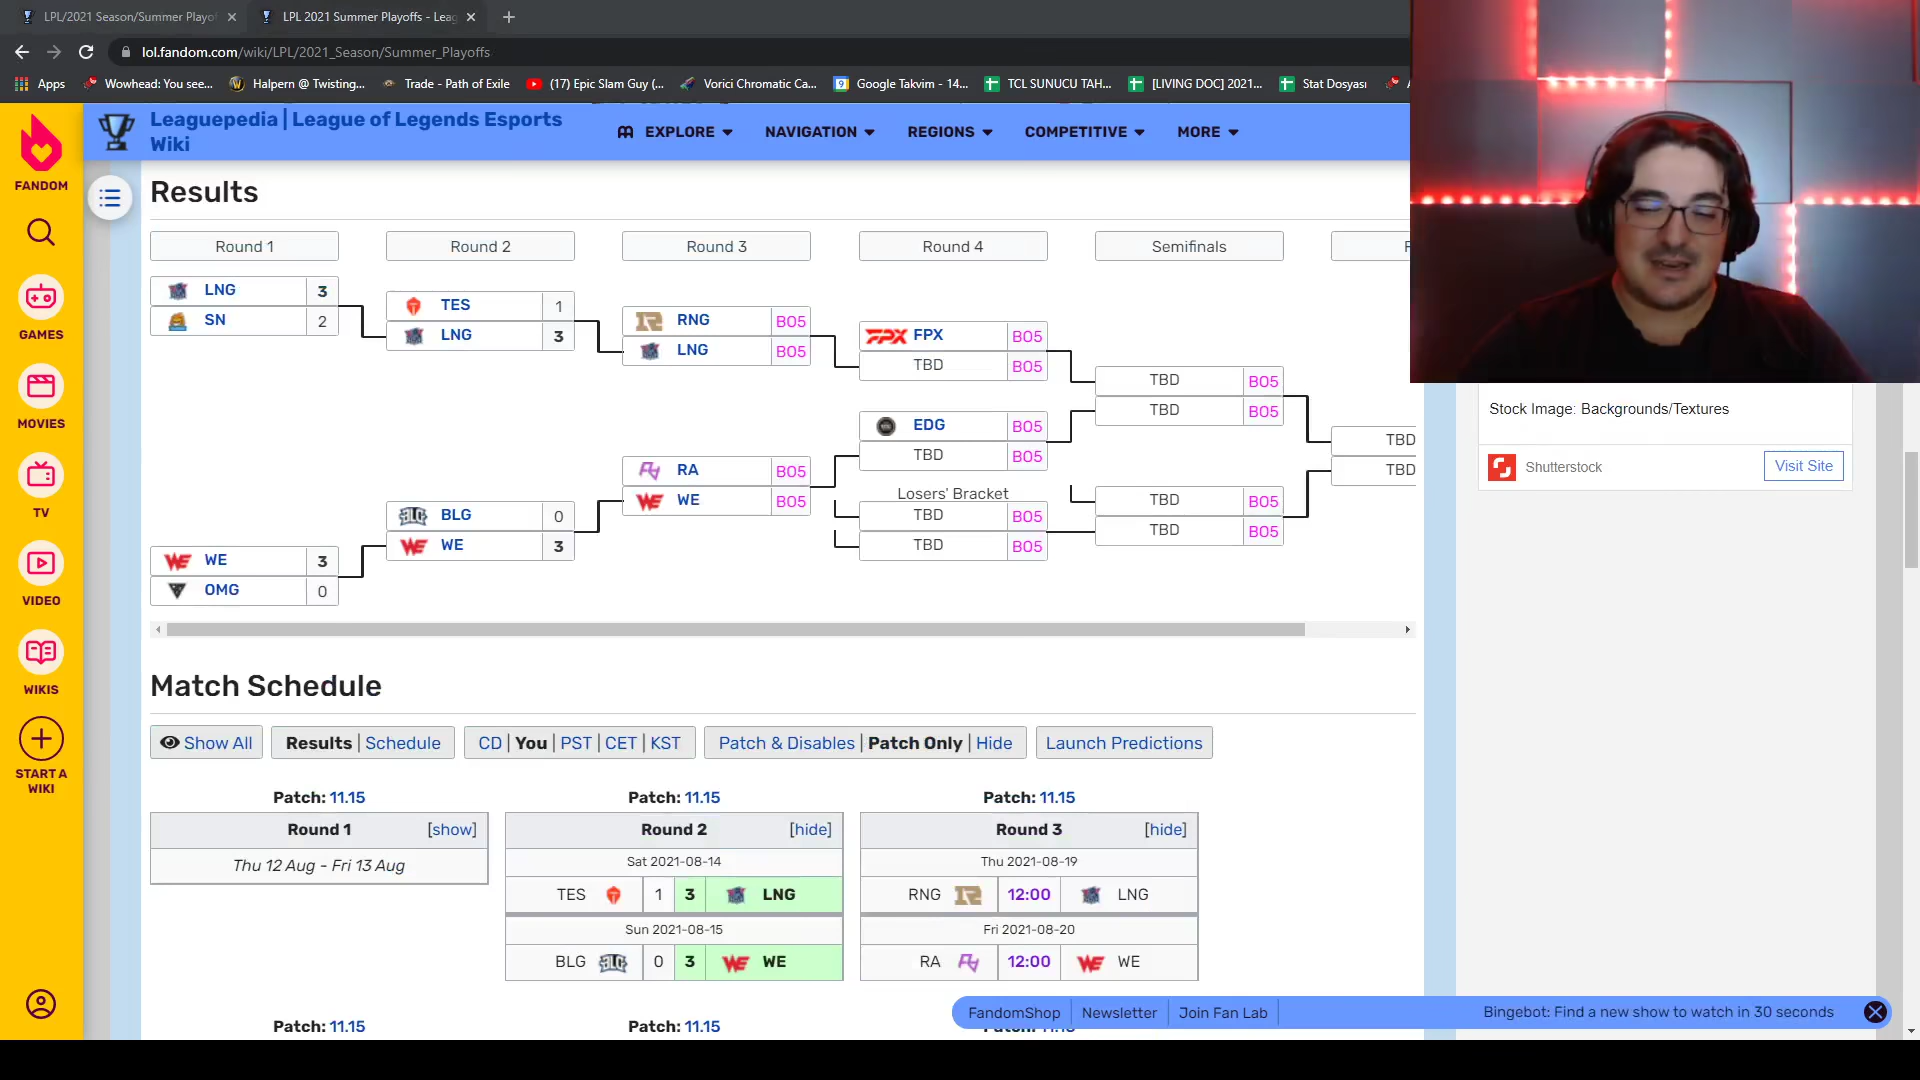 LPL/2021 Season/Summer Playof
LPL 2021 Summer Playoffs - Leag
lol.fandom.com/wiki/LPL/2021_Season/Summer_Playoffs
Apps
Wowhead: You see...
Halpern @ Twisting...
Trade - Path of Exile
(17) Epic Slam Guy (...
Vorici Chromatic Ca...
Google Takvim - 14...
TCL SUNUCU TAH...
[LIVING DOC] 2021...
Stat Dosyası
Leaguepedia | League of Legends Esports
Wiki
EXPLORE
NAVIGATION
REGIONS
COMPETITIVE
MORE
FANDOM
GAMES
MOVIES
TV
VIDEO
WIKIS
START A
WIKI
Results
Round 1
Round 2
Round 3
Round 4
Semifinals
LNG 3
SN 2
TES 1
LNG 3
RNG BO5
LNG BO5
FPX BO5
TBD BO5
TBD BO5
TBD BO5
EDG BO5
TBD BO5
TBD
TBD
RA BO5
WE BO5
Losers' Bracket
TBD BO5
TBD BO5
TBD BO5
TBD BO5
BLG 0
WE 3
WE 3
OMG 0
Stock Image: Backgrounds/Textures
Shutterstock
Visit Site
Match Schedule
Show All
Results | Schedule
CD | You | PST | CET | KST
Patch & Disables | Patch Only | Hide
Launch Predictions
Patch: 11.15
Round 1 [show]
Thu 12 Aug - Fri 13 Aug
Patch: 11.15
Round 2 [hide]
Sat 2021-08-14
TES 1 3 LNG
Sun 2021-08-15
BLG 0 3 WE
Patch: 11.15
Round 3 [hide]
Thu 2021-08-19
RNG 12:00 LNG
Fri 2021-08-20
RA 12:00 WE
Patch: 11.15
Patch: 11.15
FandomShop
Newsletter
Join Fan Lab
Bingebot: Find a new show to watch in 30 seconds